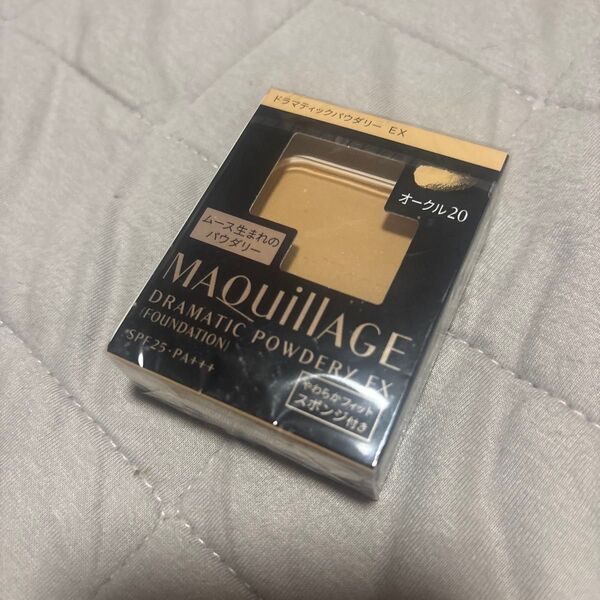 ドラマティックパウダリー EX
オークル20
ムース生まれの
パウダリー
MAQuillAGE
DRAMATIC POWDERY EX
(FOUNDATION)
SPF25・PA+++
やわらかフィット
スポンジ付き